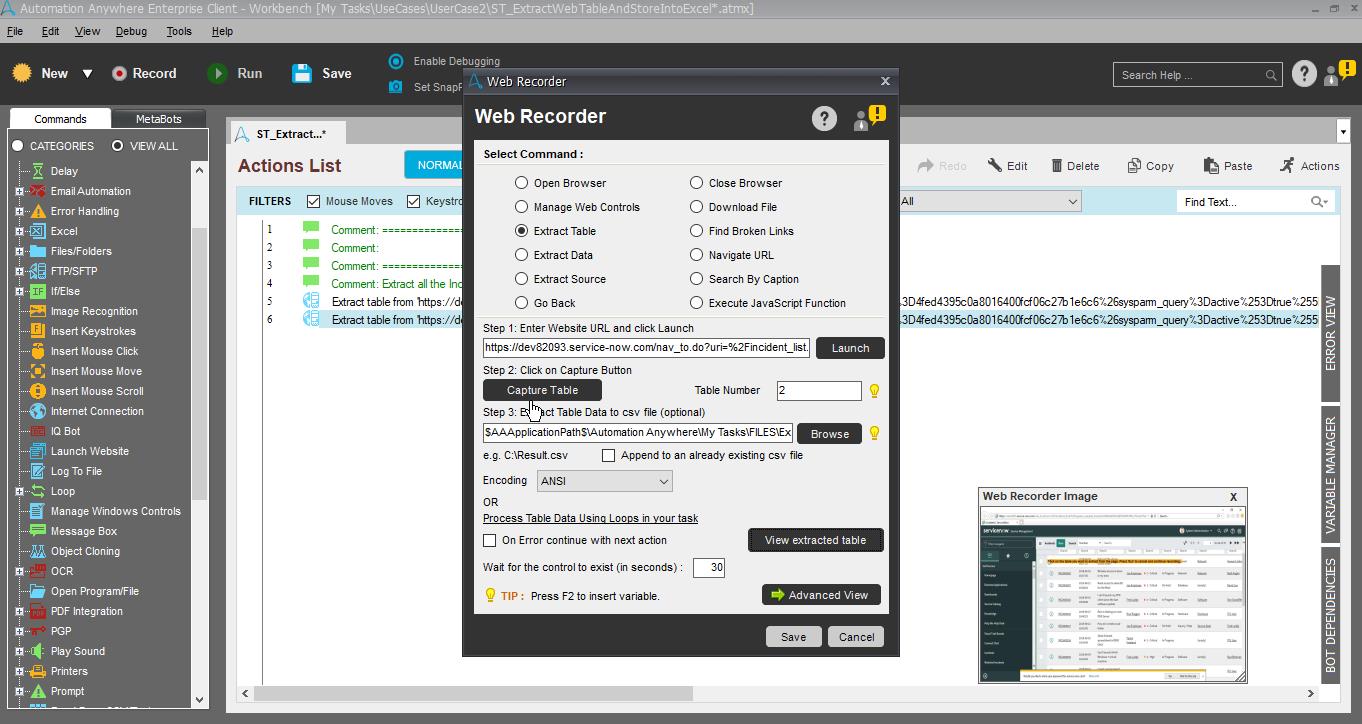 Automation Anywhere Enterprise Client - Workbench [My Tasks\UseCases\UserCase2\ST_ExtractWebTableAndStoreIntoExcel*.atmx]
File Edit View Debug Tools Help
New Record Run Save
Enable Debugging
Set SnapP
Search Help ...
Commands MetaBots
CATEGORIES VIEW ALL
Delay
Email Automation
Error Handling
Excel
Files/Folders
FTP/SFTP
If/Else
Image Recognition
Insert Keystrokes
Insert Mouse Click
Insert Mouse Move
Insert Mouse Scroll
Internet Connection
IQ Bot
Launch Website
Log To File
Loop
Manage Windows Controls
Message Box
Object Cloning
OCR
Open Program/File
PDF Integration
PGP
Play Sound
Printers
Prompt
ST_Extract...*
Actions List NORMAL
Redo Edit Delete Copy Paste Actions
FILTERS Mouse Moves Keystro
All
Find Text...
1 Comment: ==============
2 Comment:
3 Comment: ==============
4 Comment: Extract all the Inc
5 Extract table from 'https://de
%3D4fed4395c0a8016400fcf06c27b1e6c6%26sysparm_query%3Dactive%253Dtrue%255
6 Extract table from 'https://de
%3D4fed4395c0a8016400fcf06c27b1e6c6%26sysparm_query%3Dactive%253Dtrue%255
Web Recorder X
Web Recorder ?
Select Command :
Open Browser Close Browser
Manage Web Controls Download File
Extract Table Find Broken Links
Extract Data Navigate URL
Extract Source Search By Caption
Go Back Execute JavaScript Function
Step 1: Enter Website URL and click Launch
https://dev82093.service-now.com/nav_to.do?uri=%2Fincident_list. Launch
Step 2: Click on Capture Button
Capture Table Table Number 2
Step 3: Extract Table Data to csv file (optional)
$AAApplicationPath$\Automation Anywhere\My Tasks\FILES\Ex Browse
e.g. C:\Result.csv Append to an already existing csv file
Encoding ANSI
OR
Process Table Data Using Loops in your task
On Error continue with next action View extracted table
Wait for the control to exist (in seconds) : 30
TIP : Press F2 to insert variable. Advanced View
Save Cancel
ERROR VIEW
VARIABLE MANAGER
BOT DEPENDENCIES
Web Recorder Image X
servicenow